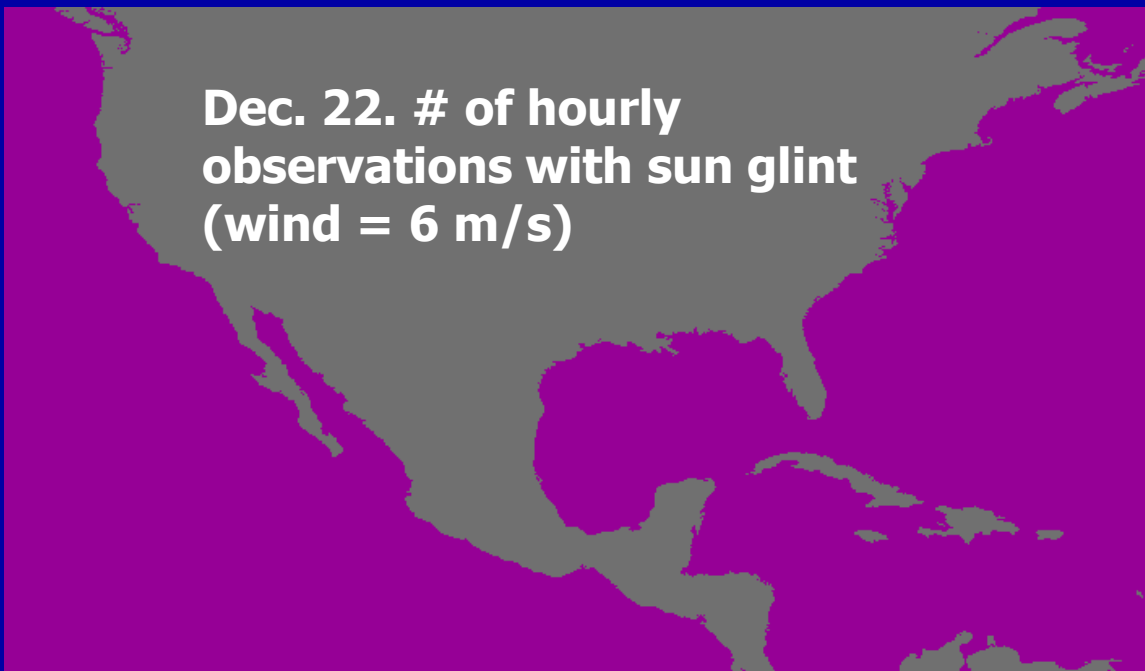 Dec. 22. # of hourly
observations with sun glint
(wind = 6 m/s)